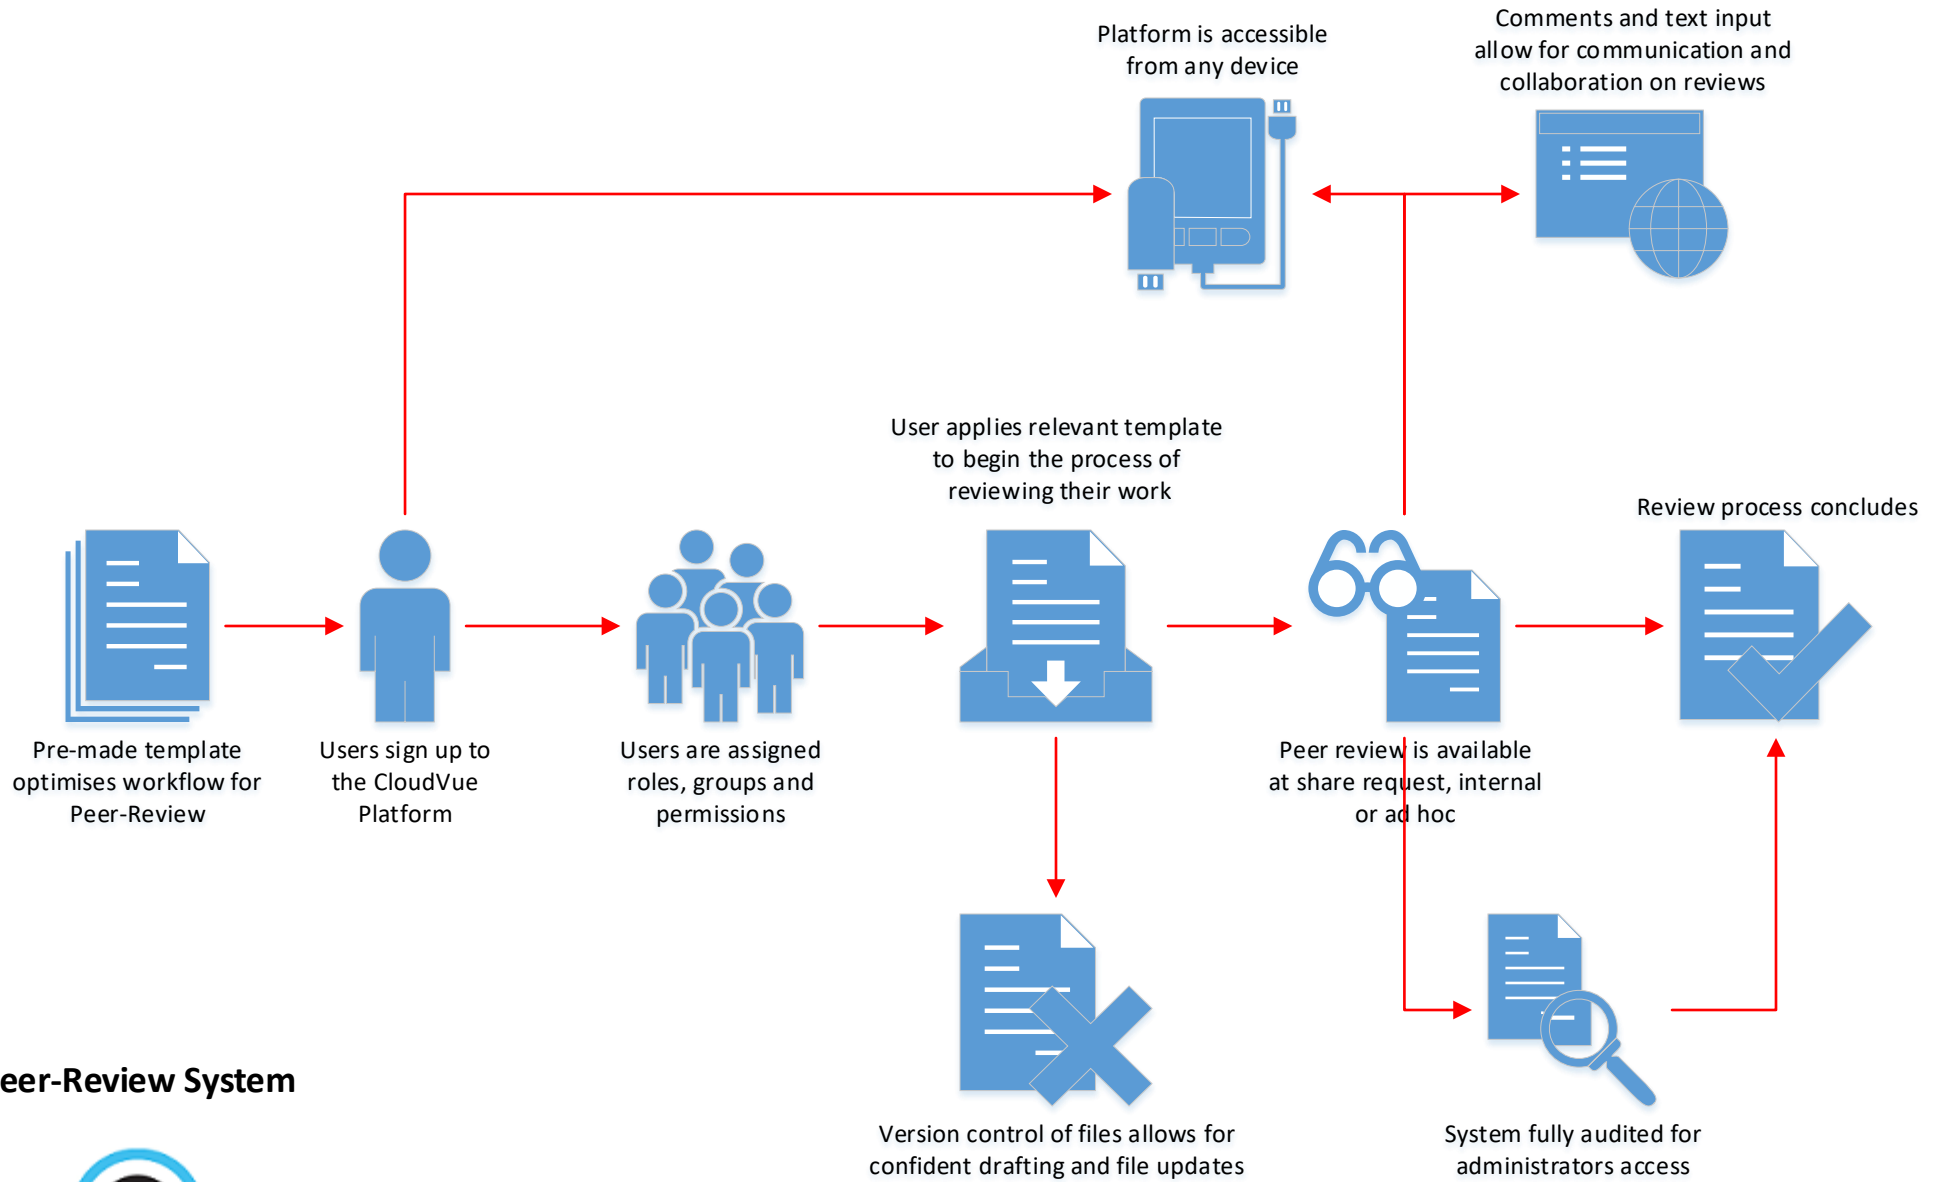 Platform is accessible
from any device
Comments and text input
allow for communication and
collaboration on reviews
User applies relevant template
to begin the process of
reviewing their work
Review process concludes
Pre-made template
optimises workflow for
Peer-Review
Users sign up to
the CloudVue
Platform
Users are assigned
roles, groups and
permissions
Peer review is available
at share request, internal
or ad hoc
eer-Review System
Version control of files allows for
confident drafting and file updates
System fully audited for
administrators access